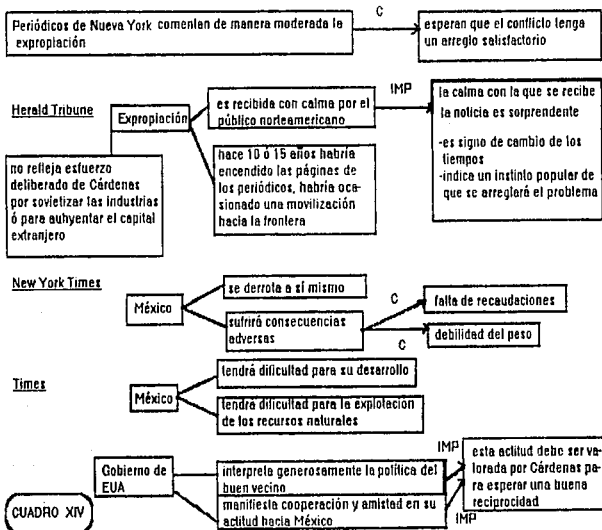 Periódicos de Nueva York comentan de manera moderada la
expropiación
C
esperan que el conflicto tenga
un arreglo satisfactorio
Herald Tribune
Expropiación
es recibida con calma por el
público norteamericano
IMP
la calma con la que se recibe
la noticia es sorprendente
-es signo de cambio de los
tiempos
-indica un instinto popular de
que se arreglará el problema
hace 10 ó 15 años habría
encendido las páginas de
los periódicos, habría oca-
sionado una movilización
hacia la frontera
no refleja esfuerzo
deliberado de Cárdenas
por sovietizar las industrias
ó para auhyentar el capital
extranjero
New York Times
México
se derrota a sí mismo
sufrirá consecuencias
adversas
C
falta de recaudaciones
C
debilidad del peso
Times
México
tendrá dificultad para su desarrollo
tendrá dificultad para la explotación
de los recursos naturales
Gobierno de
EUA
interpreta generosamente la política del
buen vecino
manifiesta cooperación y amistad en su
actitud hacia México
IMP
IMP
esta actitud debe ser va-
lorada por Cárdenas pa-
ra esperar una buena
reciprocidad
CUADRO XIV